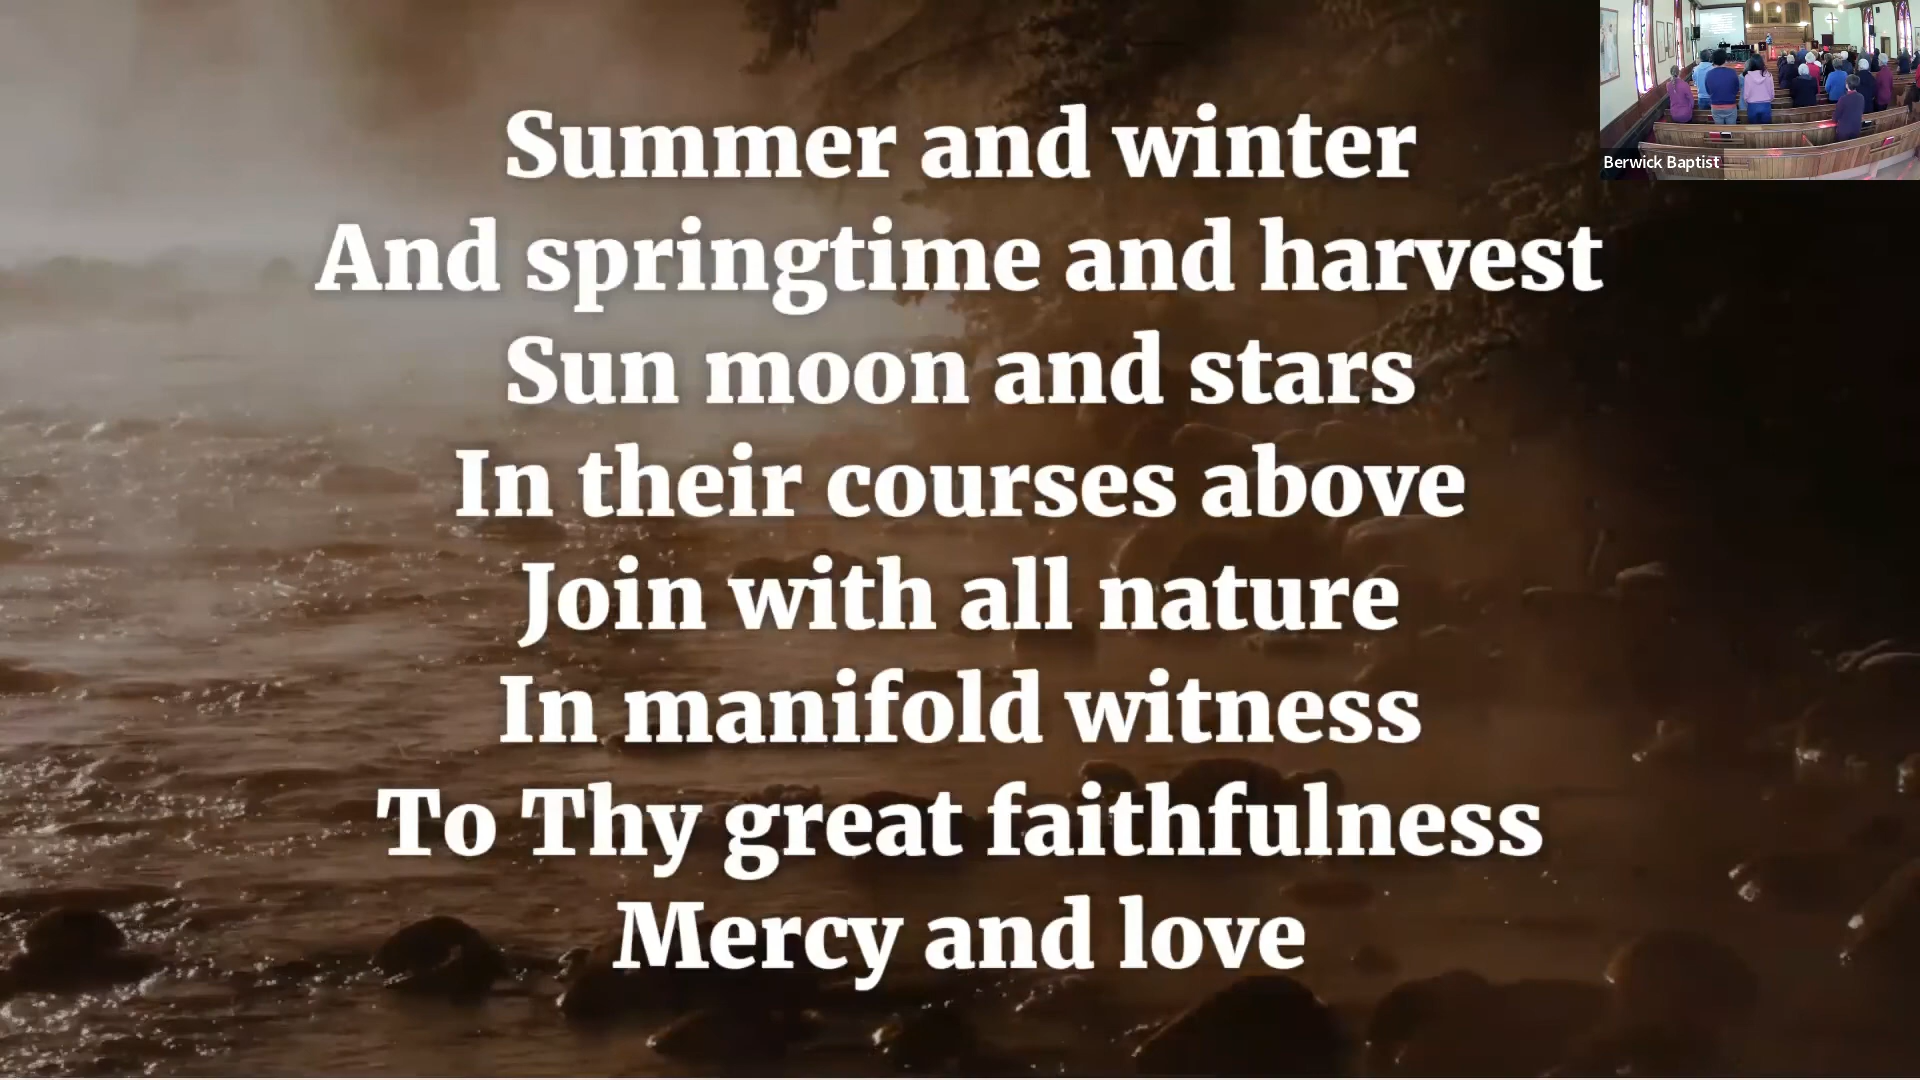 Summer and winter
And springtime and harvest
Sun moon and stars
In their courses above
Join with all nature
In manifold witness
To Thy great faithfulness
Mercy and love
Berwick Baptist